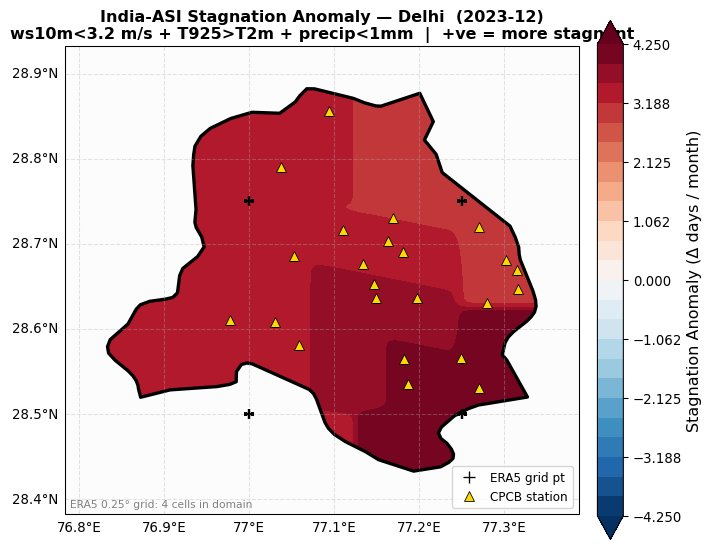 India-ASI Stagnation Anomaly — Delhi  (2023-12)
ws10m<3.2 m/s + T925>T2m + precip<1mm  |  +ve = more stagnant
28.9°N
28.8°N
28.7°N
28.6°N
28.5°N
28.4°N
76.8°E
76.9°E
77°E
77.1°E
77.2°E
77.3°E
ERA5 0.25° grid: 4 cells in domain
ERA5 grid pt
CPCB station
4.250
3.188
2.125
1.062
0.000
−1.062
−2.125
−3.188
−4.250
Stagnation Anomaly (Δ days / month)